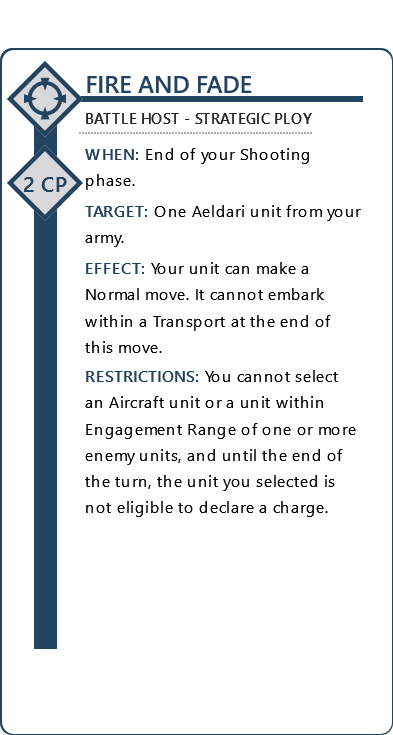 FIRE AND FADE
BATTLE HOST - STRATEGIC PLOY
WHEN: End of your Shooting
phase.
2 CP
TARGET: One Aeldari unit from your
army.
EFFECT: Your unit can make a
Normal move. It cannot embark
within a Transport at the end of
this move.
RESTRICTIONS: You cannot select
an Aircraft unit or a unit within
Engagement Range of one or more
enemy units, and until the end of
the turn, the unit you selected is
not eligible to declare a charge.